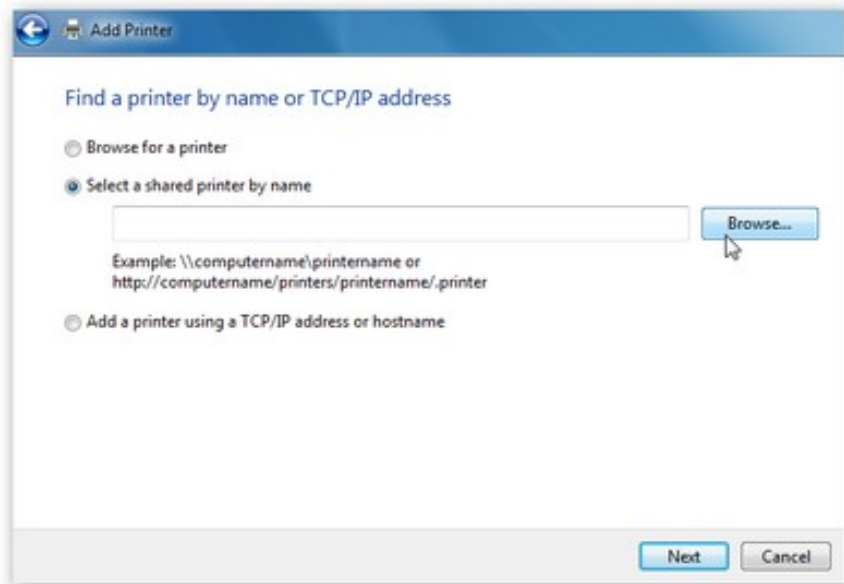 Add Printer
Find a printer by name or TCP/IP address
Browse for a printer
Select a shared printer by name
Browse...
Example: \\computername\printername or
http://computername/printers/printername/.printer
Add a printer using a TCP/IP address or hostname
Next
Cancel